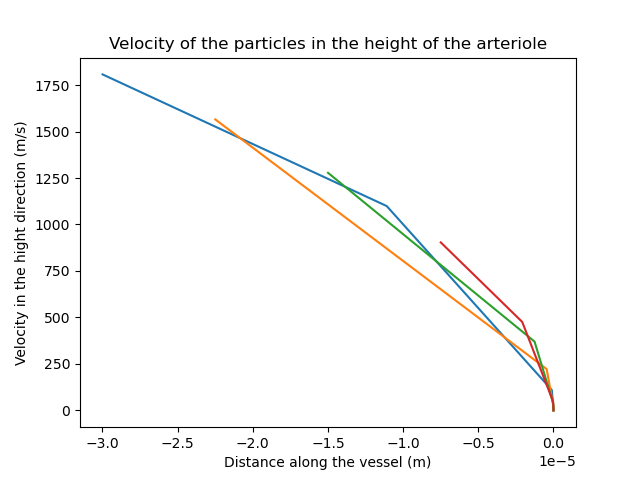 Velocity of the particles in the height of the arteriole
Velocity in the hight direction (m/s)
1750
1500
1250
1000
750
500
250
0
−3.0 −2.5 −2.0 −1.5 −1.0 −0.5 0.0
1e−5
Distance along the vessel (m)